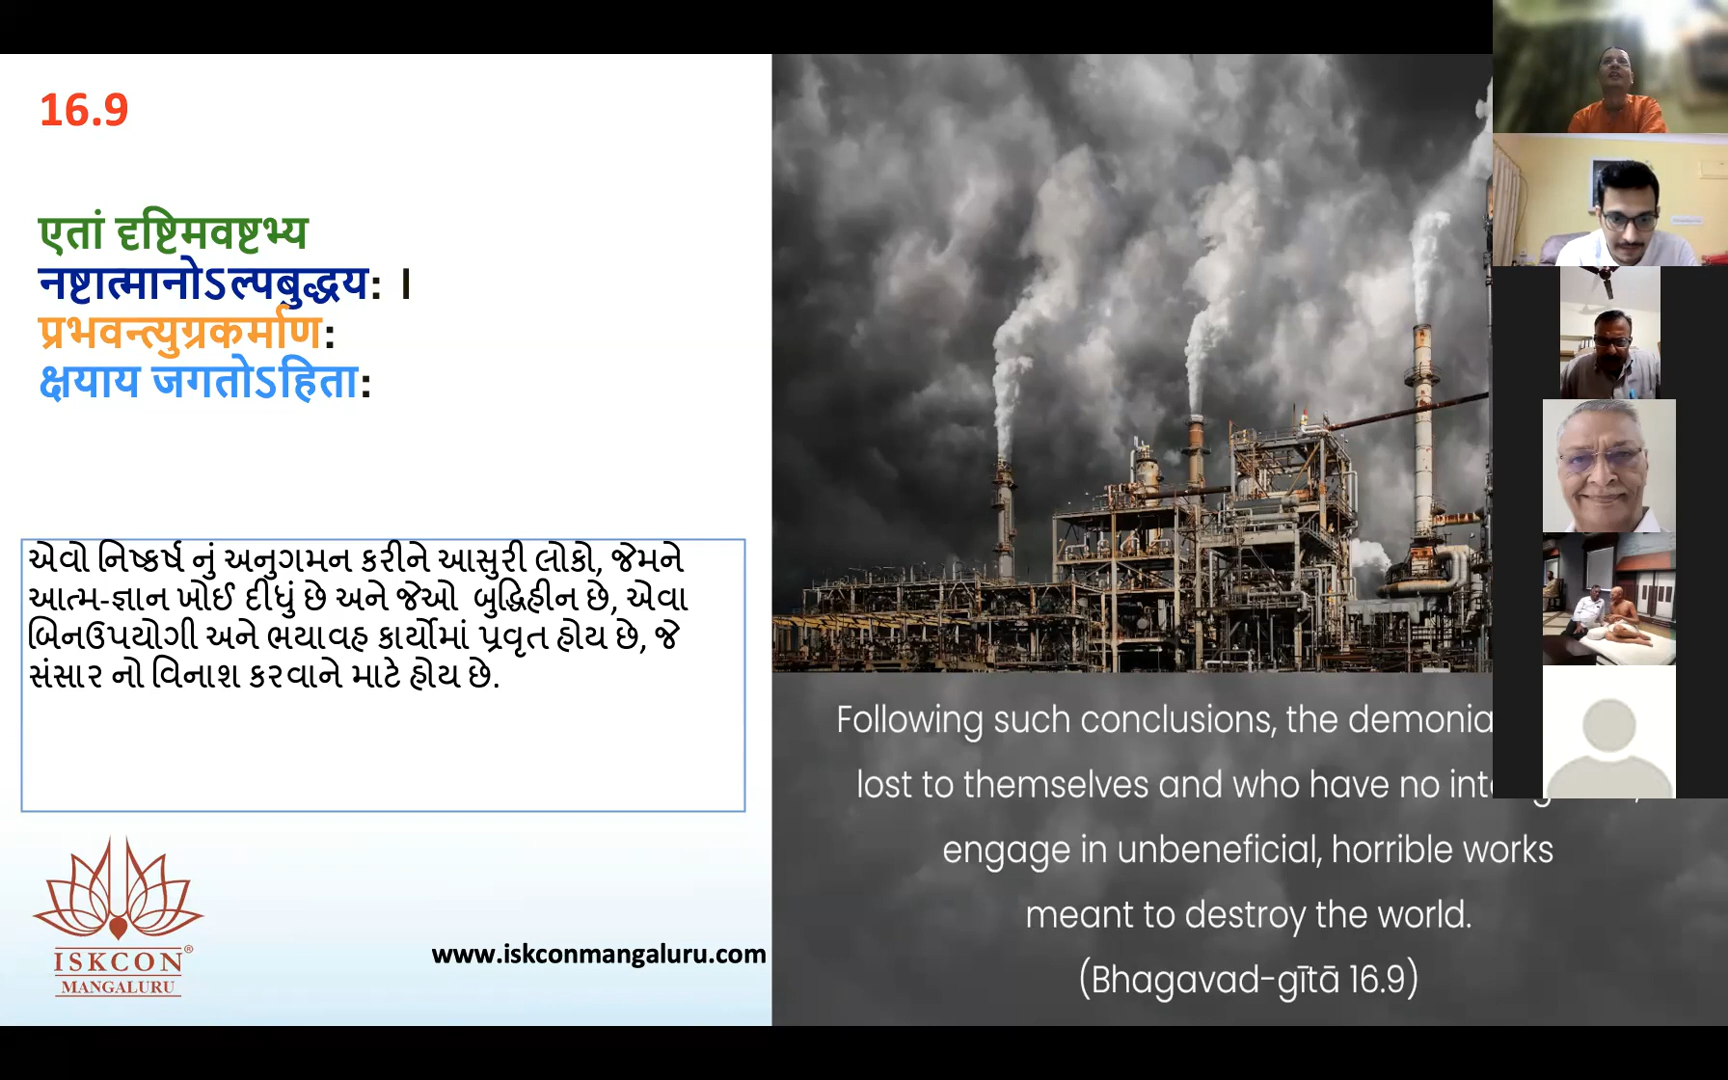 16.9
एतां दृष्टिमवष्टभ्य
नष्टात्मानोऽल्पबुद्धय: ।
प्रभवन्त्युग्रकर्माण:
क्षयाय जगतोऽहिता:
એવો નિષ્કર્ષ નું અનુગમન કરીને આસુરી લોકો, જેમને
આત્મ-જ્ઞાન ખોઈ દીધું છે અને જેઓ બુદ્ધિહીન છે, એવા
બિનઉપયોગી અને ભયાવહ કાર્યોમાં પ્રવૃત હોય છે, જે
સંસાર નો વિનાશ કરવાને માટે હોય છે.
ISKCON®
MANGALURU
www.iskconmangaluru.com
Following such conclusions, the
lost to themselves and who have no
engage in unbeneficial, horrible works
meant to destroy the world.
(Bhagavad-gītā 16.9)